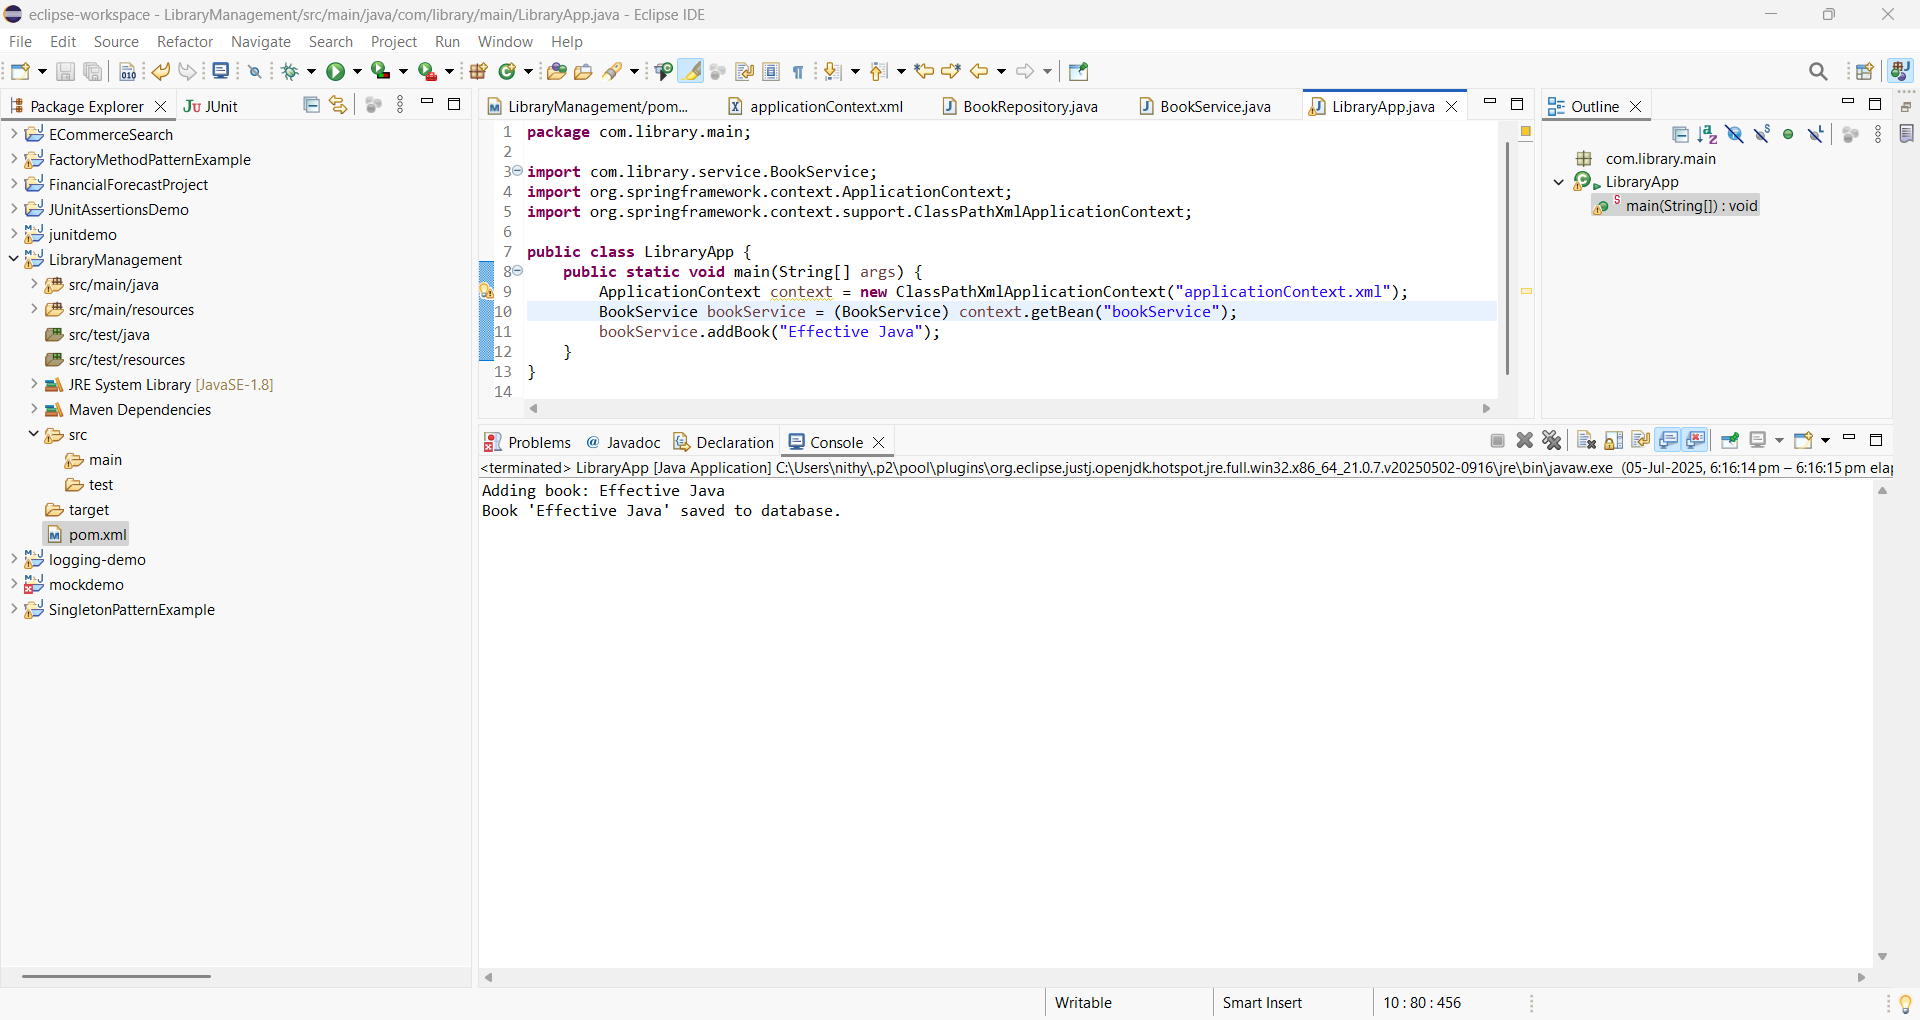 eclipse-workspace - LibraryManagement/src/main/java/com/library/main/LibraryApp.java - Eclipse IDE
File Edit Source Refactor Navigate Search Project Run Window Help
Package Explorer JUnit
ECommerceSearch
FactoryMethodPatternExample
FinancialForecastProject
JUnitAssertionsDemo
junitdemo
LibraryManagement
src/main/java
src/main/resources
src/test/java
src/test/resources
JRE System Library [JavaSE-1.8]
Maven Dependencies
src
main
test
target
pom.xml
logging-demo
mockdemo
SingletonPatternExample
LibraryManagement/pom... applicationContext.xml BookRepository.java BookService.java LibraryApp.java
1 package com.library.main;
2
3 import com.library.service.BookService;
4 import org.springframework.context.ApplicationContext;
5 import org.springframework.context.support.ClassPathXmlApplicationContext;
6
7 public class LibraryApp {
8 public static void main(String[] args) {
9 ApplicationContext context = new ClassPathXmlApplicationContext("applicationContext.xml");
10 BookService bookService = (BookService) context.getBean("bookService");
11 bookService.addBook("Effective Java");
12 }
13 }
14
Outline
com.library.main
LibraryApp
main(String[]) : void
Problems Javadoc Declaration Console
<terminated> LibraryApp [Java Application] C:\Users\nithy\.p2\pool\plugins\org.eclipse.justj.openjdk.hotspot.jre.full.win32.x86_64_21.0.7.v20250502-0916\jre\bin\javaw.exe (05-Jul-2025, 6:16:14 pm – 6:16:15 pm elap
Adding book: Effective Java
Book 'Effective Java' saved to database.
Writable Smart Insert 10 : 80 : 456